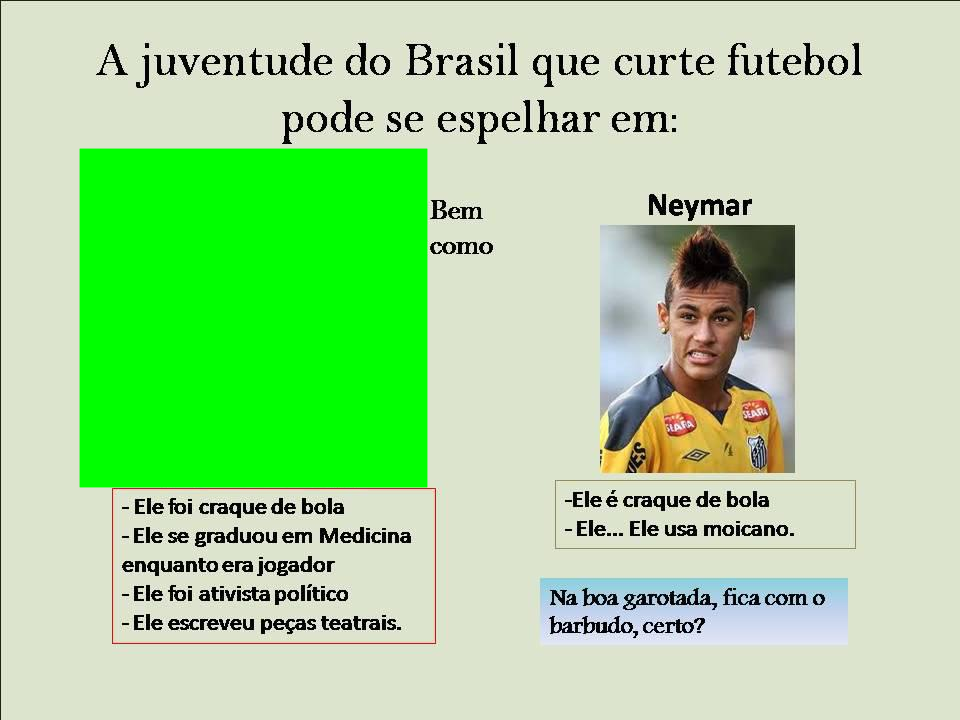 A juventude do Brasil que curte futebol
pode se espelhar em:
Bem
como
Neymar
SEARA
SEARA
- Ele foi craque de bola
- Ele se graduou em Medicina
enquanto era jogador
- Ele foi ativista político
- Ele escreveu peças teatrais.
-Ele é craque de bola
- Ele... Ele usa moicano.
Na boa garotada, fica com o
barbudo, certo?